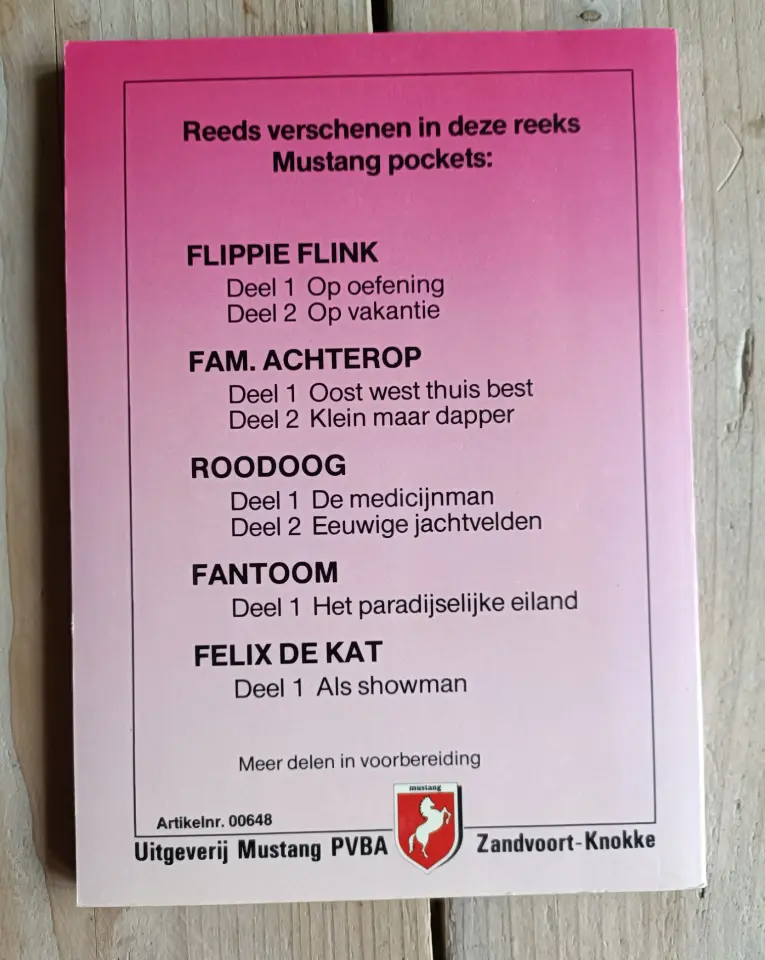 Reeds verschenen in deze reeks
Mustang pockets:
FLIPPIE FLINK
Deel 1 Op oefening
Deel 2 Op vakantie
FAM. ACHTEROP
Deel 1 Oost west thuis best
Deel 2 Klein maar dapper
ROODOOG
Deel 1 De medicijnman
Deel 2 Eeuwige jachtvelden
FANTOOM
Deel 1 Het paradijselijke eiland
FELIX DE KAT
Deel 1 Als showman
Meer delen in voorbereiding
mustang
Artikelnr. 00648
Uitgeverij Mustang PVBA Zandvoort-Knokke